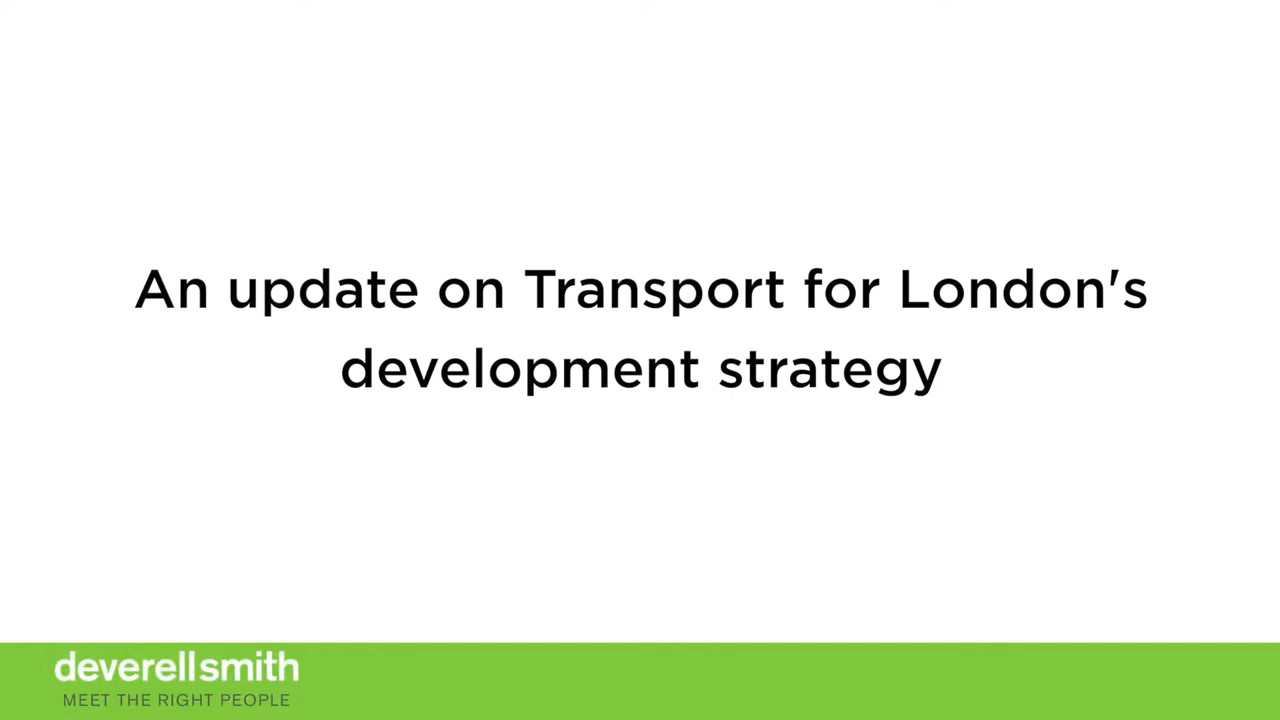 An update on Transport for London's
development strategy
deverellsmith
MEET THE RIGHT PEOPLE